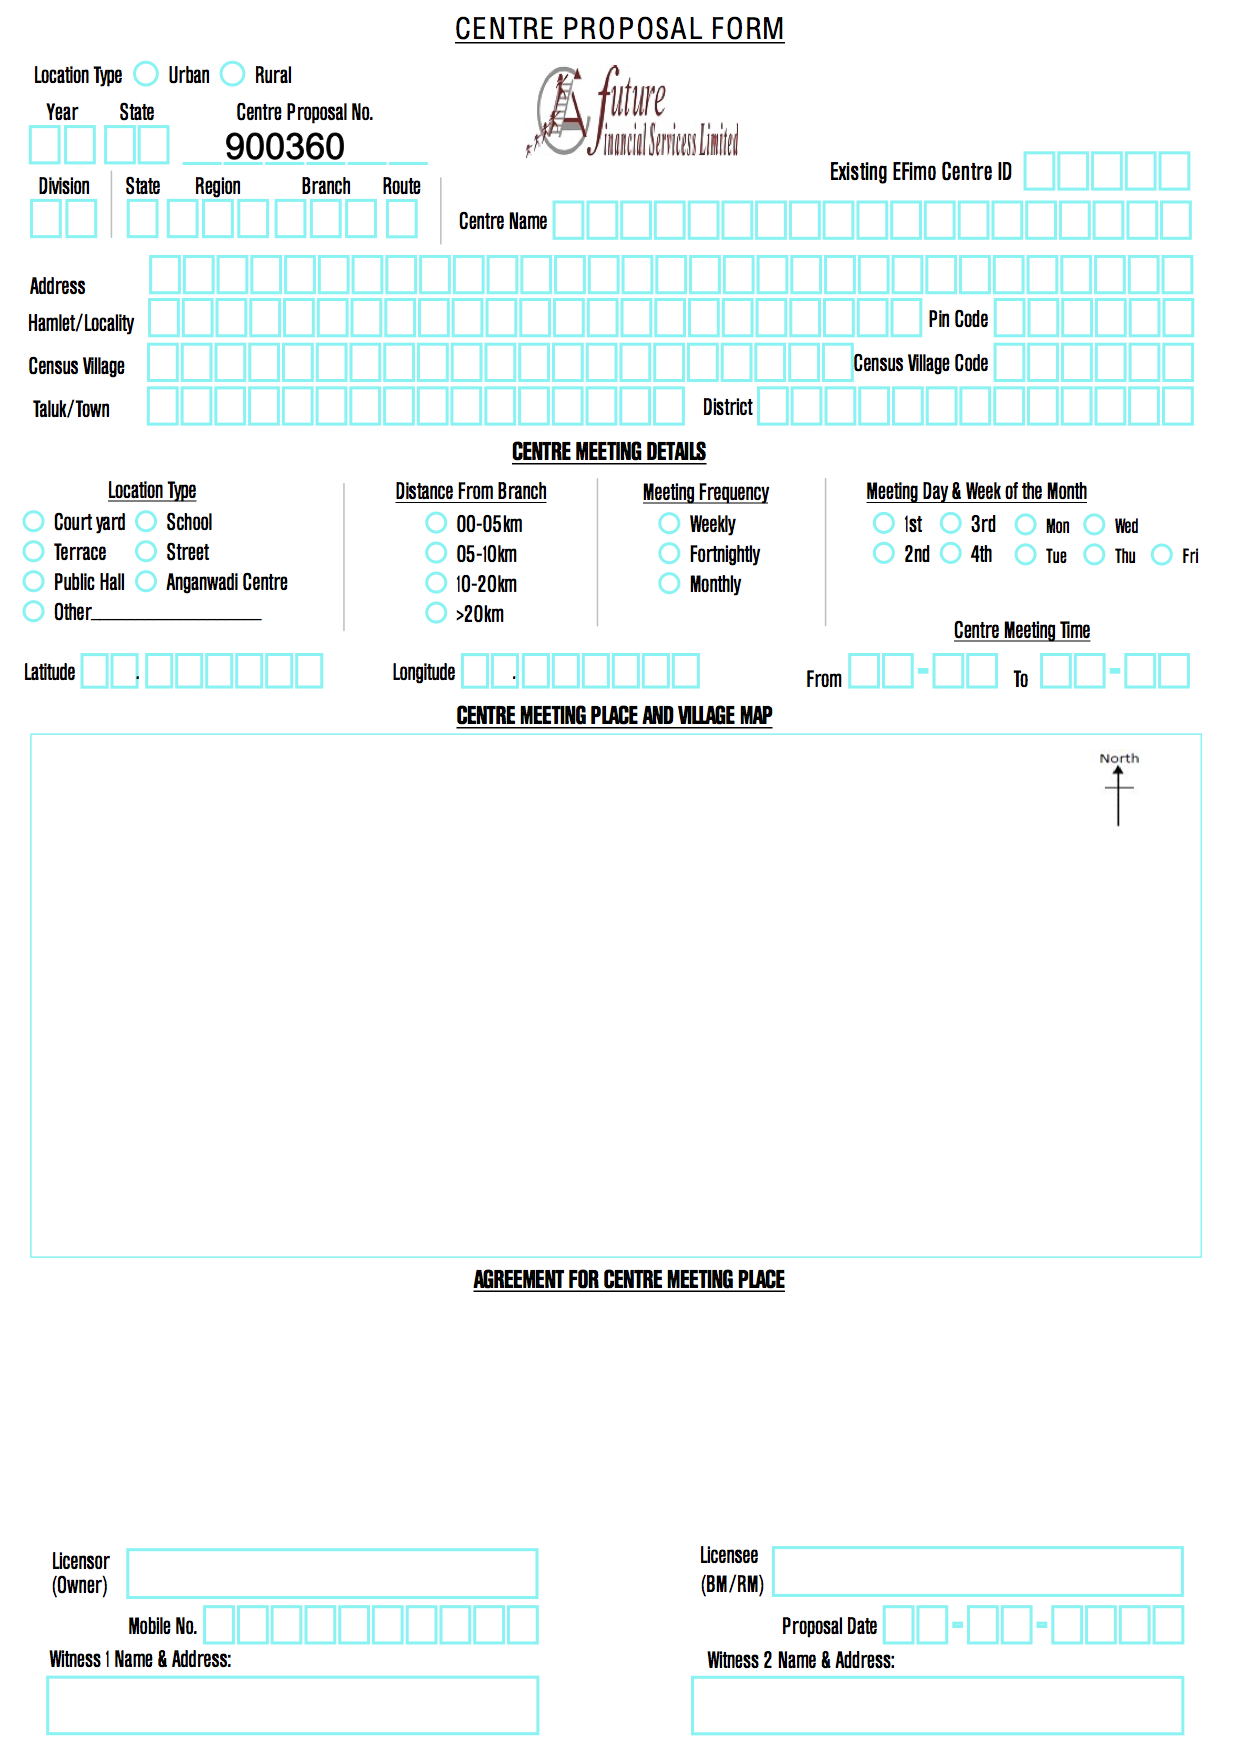 CENTRE PROPOSAL FORM
Location Type Urban Rural
Year State Centre Proposal No.
900360
A future
Financial Servicess Limited
Existing EFimo Centre ID
Division State Region Branch Route
Centre Name
Address
Hamlet/Locality Pin Code
Census Village Census Village Code
Taluk/Town District
CENTRE MEETING DETAILS
Location Type Distance From Branch Meeting Frequency Meeting Day & Week of the Month
Court yard School 00-05km Weekly 1st 3rd Mon Wed
Terrace Street 05-10km Fortnightly 2nd 4th Tue Thu Fri
Public Hall Anganwadi Centre 10-20km Monthly
Other >20km
Centre Meeting Time
Latitude . Longitude . From - To -
CENTRE MEETING PLACE AND VILLAGE MAP
North
AGREEMENT FOR CENTRE MEETING PLACE
Licensor Licensee
(Owner) (BM/RM)
Mobile No. Proposal Date - -
Witness 1 Name & Address: Witness 2 Name & Address: